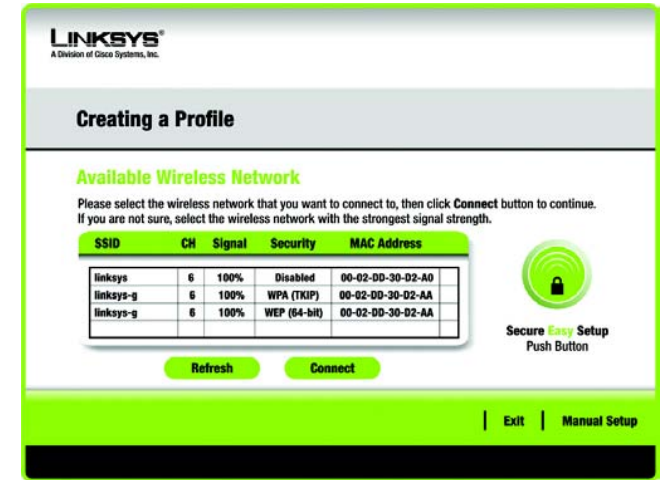 LINKSYS®
A Division of Cisco Systems, Inc.
Creating a Profile
Available Wireless Network
Please select the wireless network that you want to connect to, then click Connect button to continue.
If you are not sure, select the wireless network with the strongest signal strength.
SSID CH Signal Security MAC Address
linksys 6 100% Disabled 00-02-DD-30-D2-A0
linksys-g 6 100% WPA (TKIP) 00-02-DD-30-D2-AA
linksys-g 6 100% WEP (64-bit) 00-02-DD-30-D2-AA
Secure Easy Setup
Push Button
Refresh Connect
Exit Manual Setup